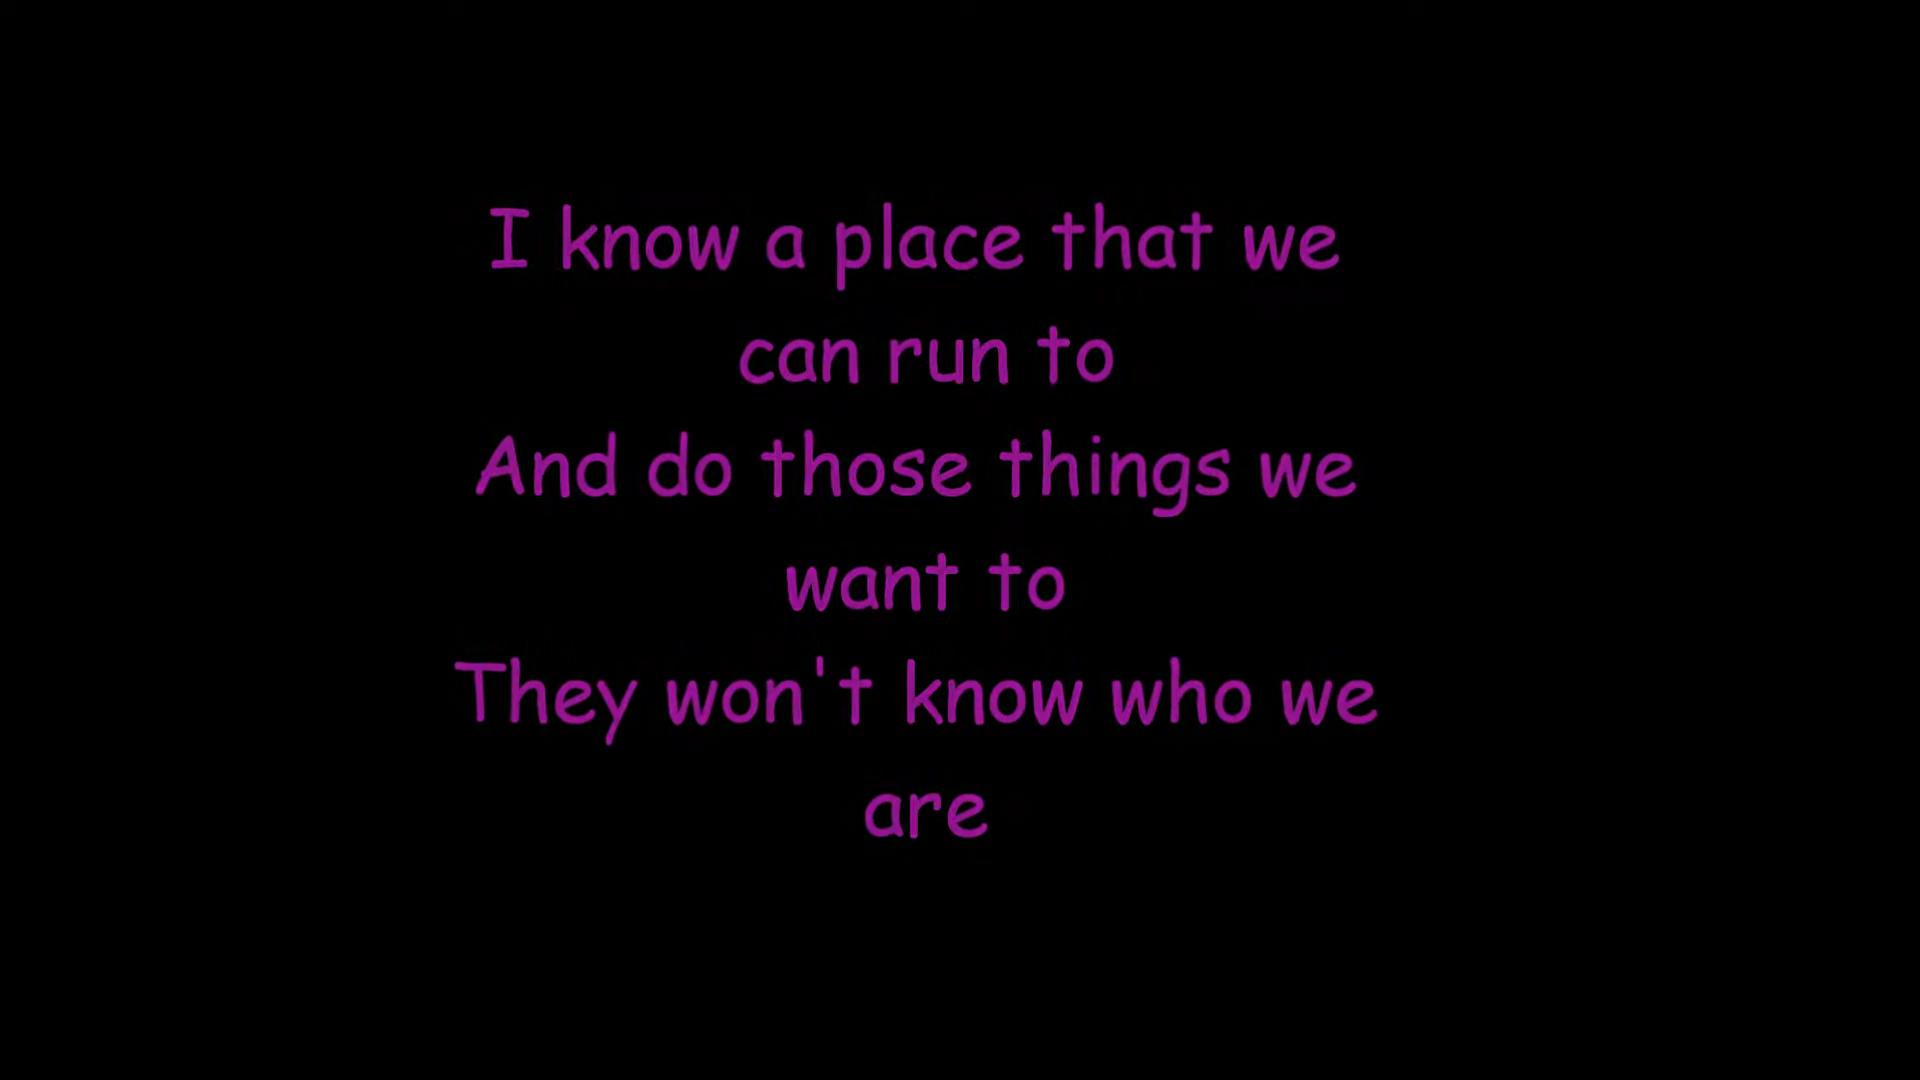 I know a place that we
can run to
And do those things we
want to
They won't know who we
are